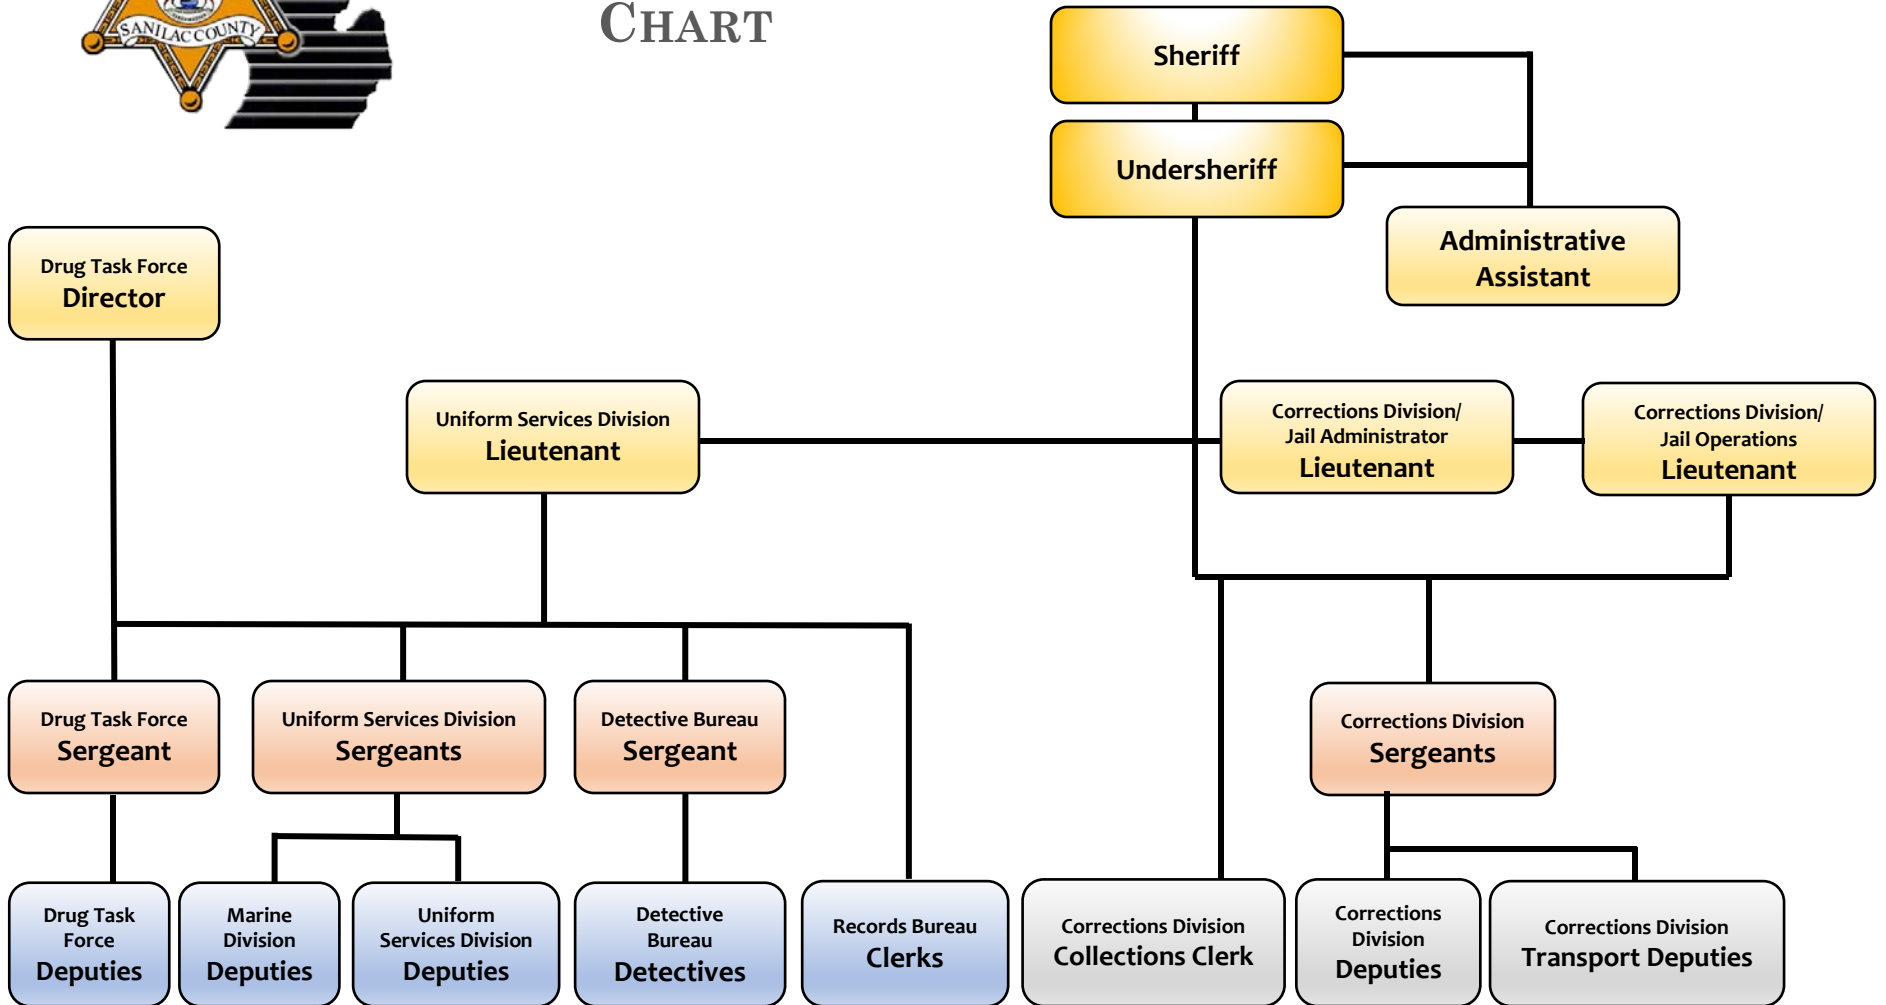 SANILAC COUNTY
CHART
Sheriff
Undersheriff
Administrative
Assistant
Drug Task Force
Director
Uniform Services Division
Lieutenant
Corrections Division/
Jail Administrator
Lieutenant
Corrections Division/
Jail Operations
Lieutenant
Drug Task Force
Sergeant
Uniform Services Division
Sergeants
Detective Bureau
Sergeant
Corrections Division
Sergeants
Drug Task
Force
Deputies
Marine
Division
Deputies
Uniform
Services Division
Deputies
Detective
Bureau
Detectives
Records Bureau
Clerks
Corrections Division
Collections Clerk
Corrections
Division
Deputies
Corrections Division
Transport Deputies